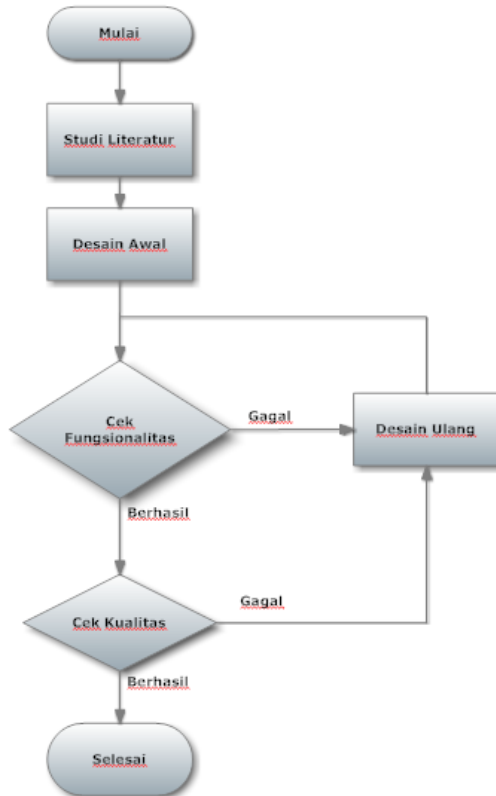 Mulai
Studi Literatur
Desain Awal
Cek
Fungsionalitas
Gagal
Desain Ulang
Berhasil
Cek Kualitas
Gagal
Berhasil
Selesai